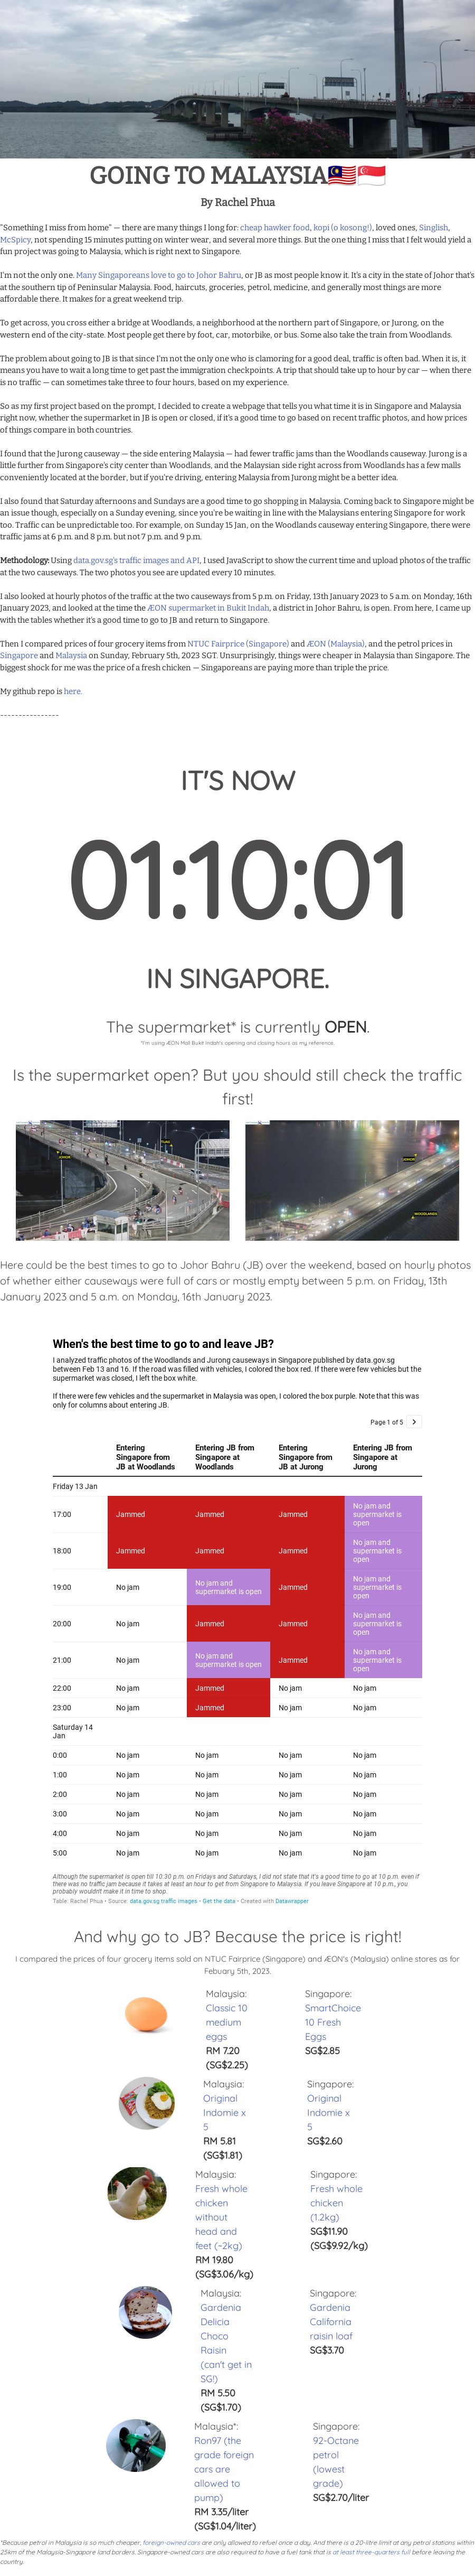 GOING TO MALAYSIA🇲🇾🇸🇬
By Rachel Phua
"Something I miss from home" — there are many things I long for: cheap hawker food, kopi (o kosong!), loved ones, Singlish,
McSpicy, not spending 15 minutes putting on winter wear, and several more things. But the one thing I miss that I felt would yield a
fun project was going to Malaysia, which is right next to Singapore.
I'm not the only one. Many Singaporeans love to go to Johor Bahru, or JB as most people know it. It's a city in the state of Johor that's
at the southern tip of Peninsular Malaysia. Food, haircuts, groceries, petrol, medicine, and generally most things are more
affordable there. It makes for a great weekend trip.
To get across, you cross either a bridge at Woodlands, a neighborhood at the northern part of Singapore, or Jurong, on the
western end of the city-state. Most people get there by foot, car, motorbike, or bus. Some also take the train from Woodlands.
The problem about going to JB is that since I'm not the only one who is clamoring for a good deal, traffic is often bad. When it is, it
means you have to wait a long time to get past the immigration checkpoints. A trip that should take up to hour by car — when there
is no traffic — can sometimes take three to four hours, based on my experience.
So as my first project based on the prompt, I decided to create a webpage that tells you what time it is in Singapore and Malaysia
right now, whether the supermarket in JB is open or closed, if it's a good time to go based on recent traffic photos, and how prices
of things compare in both countries.
I found that the Jurong causeway — the side entering Malaysia — had fewer traffic jams than the Woodlands causeway. Jurong is a
little further from Singapore's city center than Woodlands, and the Malaysian side right across from Woodlands has a few malls
conveniently located at the border, but if you're driving, entering Malaysia from Jurong might be a better idea.
I also found that Saturday afternoons and Sundays are a good time to go shopping in Malaysia. Coming back to Singapore might be
an issue though, especially on a Sunday evening, since you're be waiting in line with the Malaysians entering Singapore for work
too. Traffic can be unpredictable too. For example, on Sunday 15 Jan, on the Woodlands causeway entering Singapore, there were
traffic jams at 6 p.m. and 8 p.m. but not 7 p.m. and 9 p.m.
Methodology: Using data.gov.sg's traffic images and API, I used JavaScript to show the current time and upload photos of the traffic
at the two causeways. The two photos you see are updated every 10 minutes.
I also looked at hourly photos of the traffic at the two causeways from 5 p.m. on Friday, 13th January 2023 to 5 a.m. on Monday, 16th
January 2023, and looked at the time the ÆON supermarket in Bukit Indah, a district in Johor Bahru, is open. From here, I came up
with the tables whether it's a good time to go to JB and return to Singapore.
Then I compared prices of four grocery items from NTUC Fairprice (Singapore) and ÆON (Malaysia), and the petrol prices in
Singapore and Malaysia on Sunday, February 5th, 2023 SGT. Unsurprisingly, things were cheaper in Malaysia than Singapore. The
biggest shock for me was the price of a fresh chicken — Singaporeans are paying more than triple the price.
My github repo is here.
----------------
IT'S NOW
01:10:01
IN SINGAPORE.
The supermarket* is currently OPEN.
*I'm using ÆON Mall Bukit Indah's opening and closing hours as my reference.
Is the supermarket open? But you should still check the traffic
first!
JOHOR
TUAS
JOHOR
WOODLANDS
Here could be the best times to go to Johor Bahru (JB) over the weekend, based on hourly photos
of whether either causeways were full of cars or mostly empty between 5 p.m. on Friday, 13th
January 2023 and 5 a.m. on Monday, 16th January 2023.
When's the best time to go to and leave JB?
I analyzed traffic photos of the Woodlands and Jurong causeways in Singapore published by data.gov.sg
between Feb 13 and 16. If the road was filled with vehicles, I colored the box red. If there were few vehicles but the
supermarket was closed, I left the box white.
If there were few vehicles and the supermarket in Malaysia was open, I colored the box purple. Note that this was
only for columns about entering JB.
Page 1 of 5 >
Entering Singapore from JB at Woodlands Entering JB from Singapore at Woodlands Entering Singapore from JB at Jurong Entering JB from Singapore at Jurong
Friday 13 Jan
17:00 Jammed Jammed Jammed No jam and supermarket is open
18:00 Jammed Jammed Jammed No jam and supermarket is open
19:00 No jam No jam and supermarket is open Jammed No jam and supermarket is open
20:00 No jam Jammed Jammed No jam and supermarket is open
21:00 No jam No jam and supermarket is open Jammed No jam and supermarket is open
22:00 No jam Jammed No jam No jam
23:00 No jam Jammed No jam No jam
Saturday 14
Jan
0:00 No jam No jam No jam No jam
1:00 No jam No jam No jam No jam
2:00 No jam No jam No jam No jam
3:00 No jam No jam No jam No jam
4:00 No jam No jam No jam No jam
5:00 No jam No jam No jam No jam
Although the supermarket is open till 10:30 p.m. on Fridays and Saturdays, I did not state that it's a good time to go at 10 p.m. even if
there was no traffic jam because it takes at least an hour to get from Singapore to Malaysia. If you leave Singapore at 10 p.m., you
probably wouldn't make it in time to shop.
Table: Rachel Phua • Source: data.gov.sg traffic images • Get the data • Created with Datawrapper
And why go to JB? Because the price is right!
I compared the prices of four grocery items sold on NTUC Fairprice (Singapore) and ÆON's (Malaysia) online stores as for
Febuary 5th, 2023.
Malaysia:
Classic 10
medium
eggs
RM 7.20
(SG$2.25)
Singapore:
SmartChoice
10 Fresh
Eggs
SG$2.85
Malaysia:
Original
Indomie x
5
RM 5.81
(SG$1.81)
Singapore:
Original
Indomie x
5
SG$2.60
Malaysia:
Fresh whole
chicken
without
head and
feet (~2kg)
RM 19.80
(SG$3.06/kg)
Singapore:
Fresh whole
chicken
(1.2kg)
SG$11.90
(SG$9.92/kg)
Malaysia:
Gardenia
Delicia
Choco
Raisin
(can't get in
SG!)
RM 5.50
(SG$1.70)
Singapore:
Gardenia
California
raisin loaf
SG$3.70
Malaysia*:
Ron97 (the
grade foreign
cars are
allowed to
pump)
RM 3.35/liter
(SG$1.04/liter)
Singapore:
92-Octane
petrol
(lowest
grade)
SG$2.70/liter
*Because petrol in Malaysia is so much cheaper, foreign-owned cars are only allowed to refuel once a day. And there is a 20-litre limit at any petrol stations within
25km of the Malaysia-Singapore land borders. Singapore-owned cars are also required to have a fuel tank that is at least three-quarters full before leaving the
country.